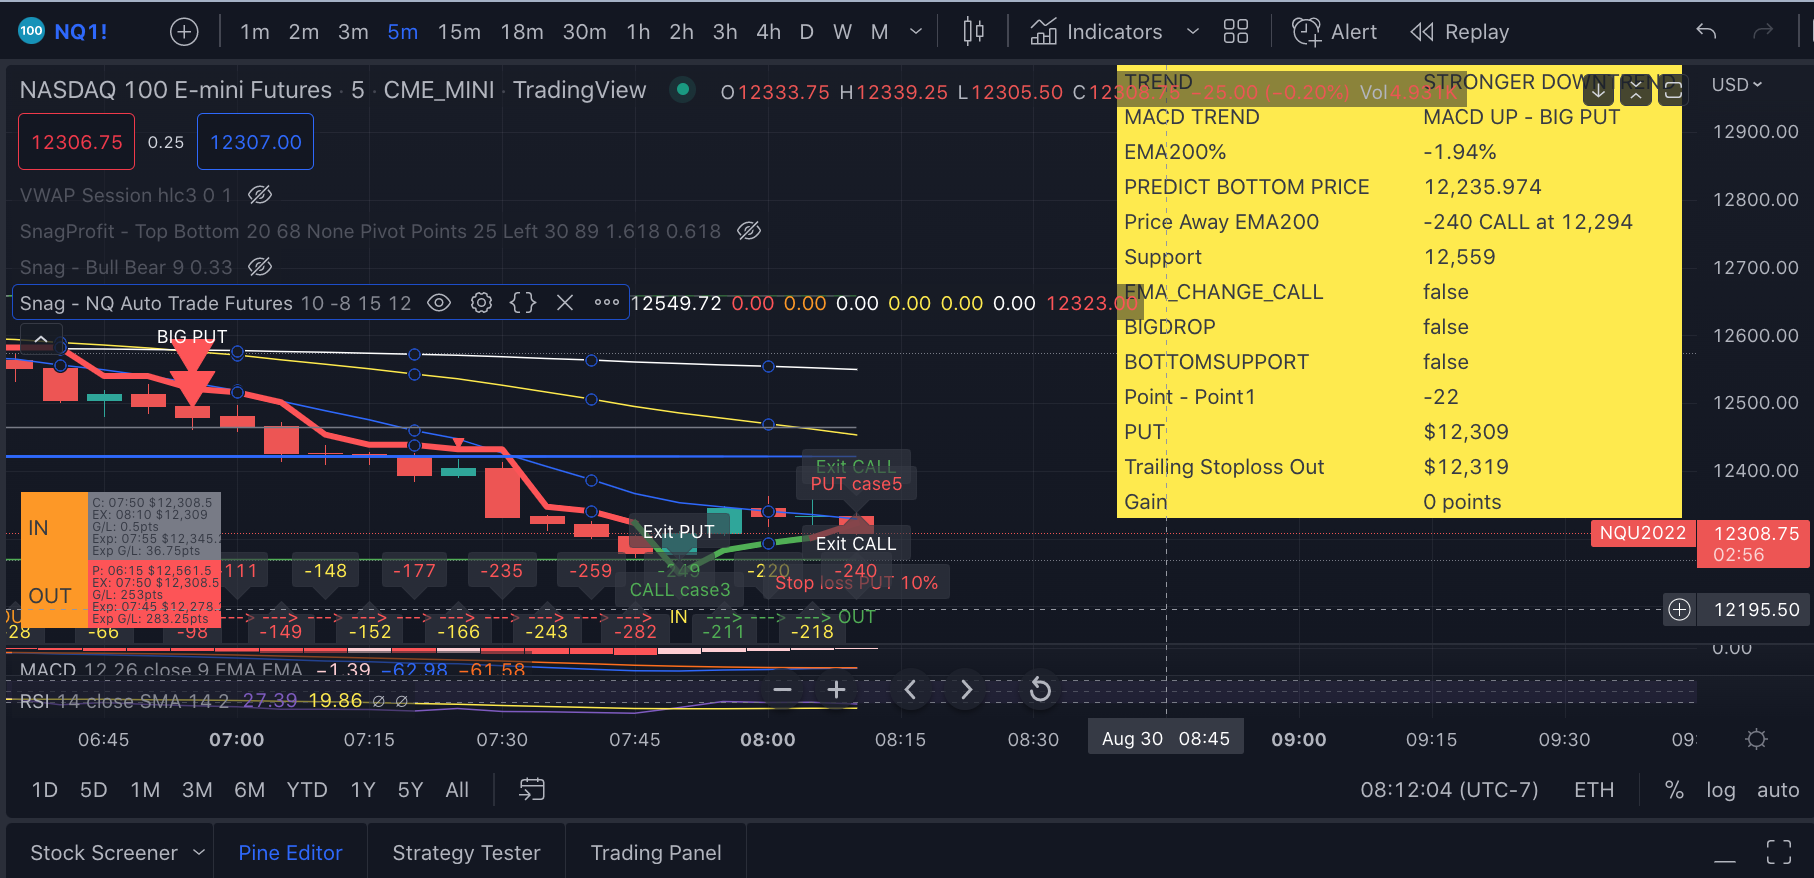 100 NQ1! 1m 2m 3m 5m 15m 18m 30m 1h 2h 3h 4h D W M Indicators Alert Replay
NASDAQ 100 E-mini Futures · 5 · CME_MINI · TradingView O12333.75 H12339.25 L12305.50 C12308.75 −25.00 (−0.20%) Vol4.931K
USD
12306.75 0.25 12307.00
VWAP Session hlc3 0 1
SnagProfit - Top Bottom 20 68 None Pivot Points 25 Left 30 89 1.618 0.618
Snag - Bull Bear 9 0.33
Snag - NQ Auto Trade Futures 10 -8 15 12 12549.72 0.00 0.00 0.00 0.00 0.00 0.00 12323.00
TREND STRONGER DOWNTREND
MACD TREND MACD UP - BIG PUT
EMA200% -1.94%
PREDICT BOTTOM PRICE 12,235.974
Price Away EMA200 -240 CALL at 12,294
Support 12,559
EMA_CHANGE_CALL false
BIGDROP false
BOTTOMSUPPORT false
Point - Point1 -22
PUT $12,309
Trailing Stoploss Out $12,319
Gain 0 points
12900.00
12800.00
12700.00
12600.00
12500.00
12400.00
NQU2022 12308.75
02:56
12195.50
0.00
BIG PUT
Exit CALL
PUT case5
Exit PUT
Exit CALL
CALL case3
Stop loss PUT 10%
IN
C: 07:50 $12,308.5
EX: 08:10 $12,309
G/L: 0.5pts
Exp: 07:55 $12,345.
Exp G/L: 36.75pts
OUT
P: 06:15 $12,561.5
EX: 07:50 $12,308.5
G/L: 253pts
Exp: 07:45 $12,278.
Exp G/L: 283.25pts
111 -148 -177 -235 -259 -249 -220 -240
---> ---> ---> ---> ---> ---> ---> ---> ---> ---> IN ---> ---> ---> OUT
28 -66 -98 -149 -152 -166 -243 -282 -211 -218
MACD 12 26 close 9 EMA EMA −1.39 −62.98 −61.58
RSI 14 close SMA 14 2 27.39 19.86 ∅ ∅
06:45 07:00 07:15 07:30 07:45 08:00 08:15 08:30 Aug 30 08:45 09:00 09:15 09:30 09:
1D 5D 1M 3M 6M YTD 1Y 5Y All 08:12:04 (UTC-7) ETH % log auto
Stock Screener Pine Editor Strategy Tester Trading Panel